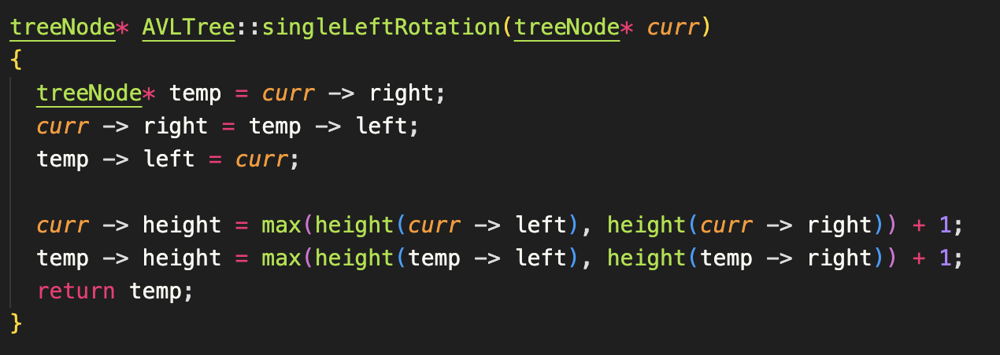 treeNode* AVLTree::singleLeftRotation(treeNode* curr)
{
  treeNode* temp = curr -> right;
  curr -> right = temp -> left;
  temp -> left = curr;

  curr -> height = max(height(curr -> left), height(curr -> right)) + 1;
  temp -> height = max(height(temp -> left), height(temp -> right)) + 1;
  return temp;
}